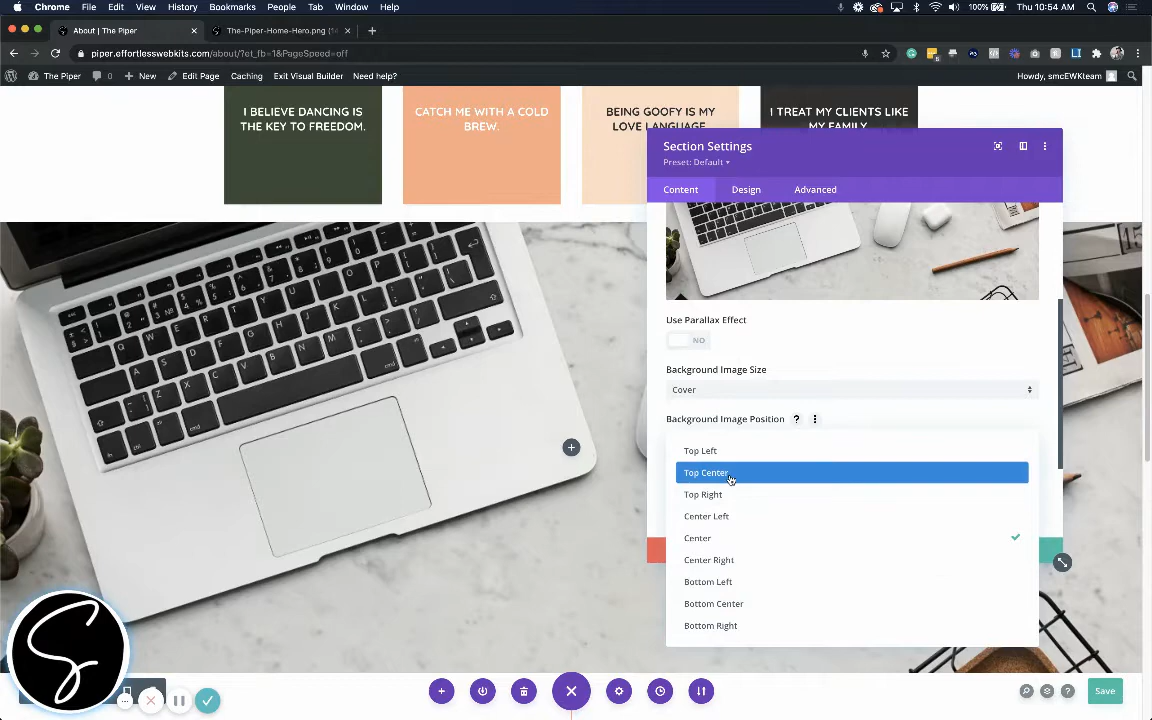 Chrome File Edit View History Bookmarks People Tab Window Help
100% Thu 10:54 AM
About | The Piper
The-Piper-Home-Hero.png (14
piper.effortlesswebkits.com/about/?et_fb=1&PageSpeed=off
The Piper 0 New Edit Page Caching Exit Visual Builder Need help?
Howdy, smcEWKteam
I BELIEVE DANCING IS
THE KEY TO FREEDOM.
CATCH ME WITH A COLD
BREW.
BEING GOOFY IS MY
LOVE LANGUAGE
I TREAT MY CLIENTS LIKE
MY FAMILY
Section Settings
Preset: Default
Content Design Advanced
Use Parallax Effect
NO
Background Image Size
Cover
Background Image Position ?
Top Left
Top Center
Top Right
Center Left
Center
Center Right
Bottom Left
Bottom Center
Bottom Right
Save